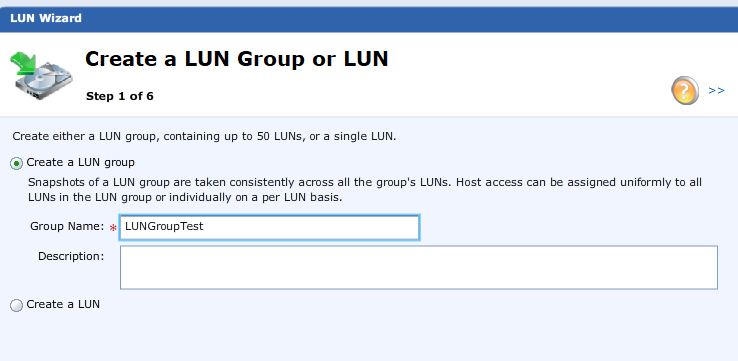 LUN Wizard
Create a LUN Group or LUN
Step 1 of 6
? >>
Create either a LUN group, containing up to 50 LUNs, or a single LUN.
Create a LUN group
Snapshots of a LUN group are taken consistently across all the group's LUNs. Host access can be assigned uniformly to all
LUNs in the LUN group or individually on a per LUN basis.
Group Name: * LUNGroupTest
Description:
Create a LUN